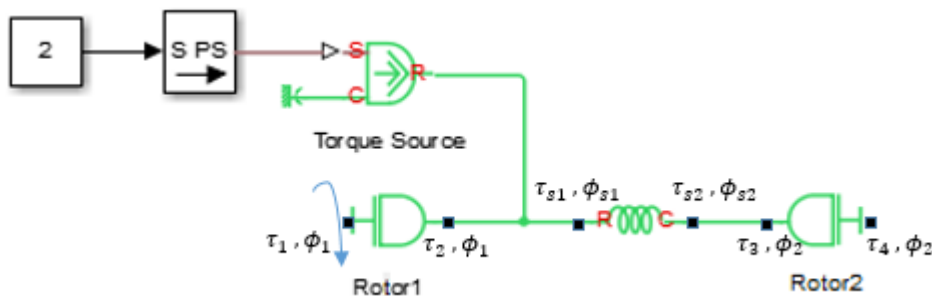 2
S PS
S
R
C
Torque Source
τ₁, ϕ₁
τ₂, ϕ₁
Rotor1
τₛ₁, ϕₛ₁
R
C
τₛ₂, ϕₛ₂
τ₃, ϕ₂
τ₄, ϕ₂
Rotor2